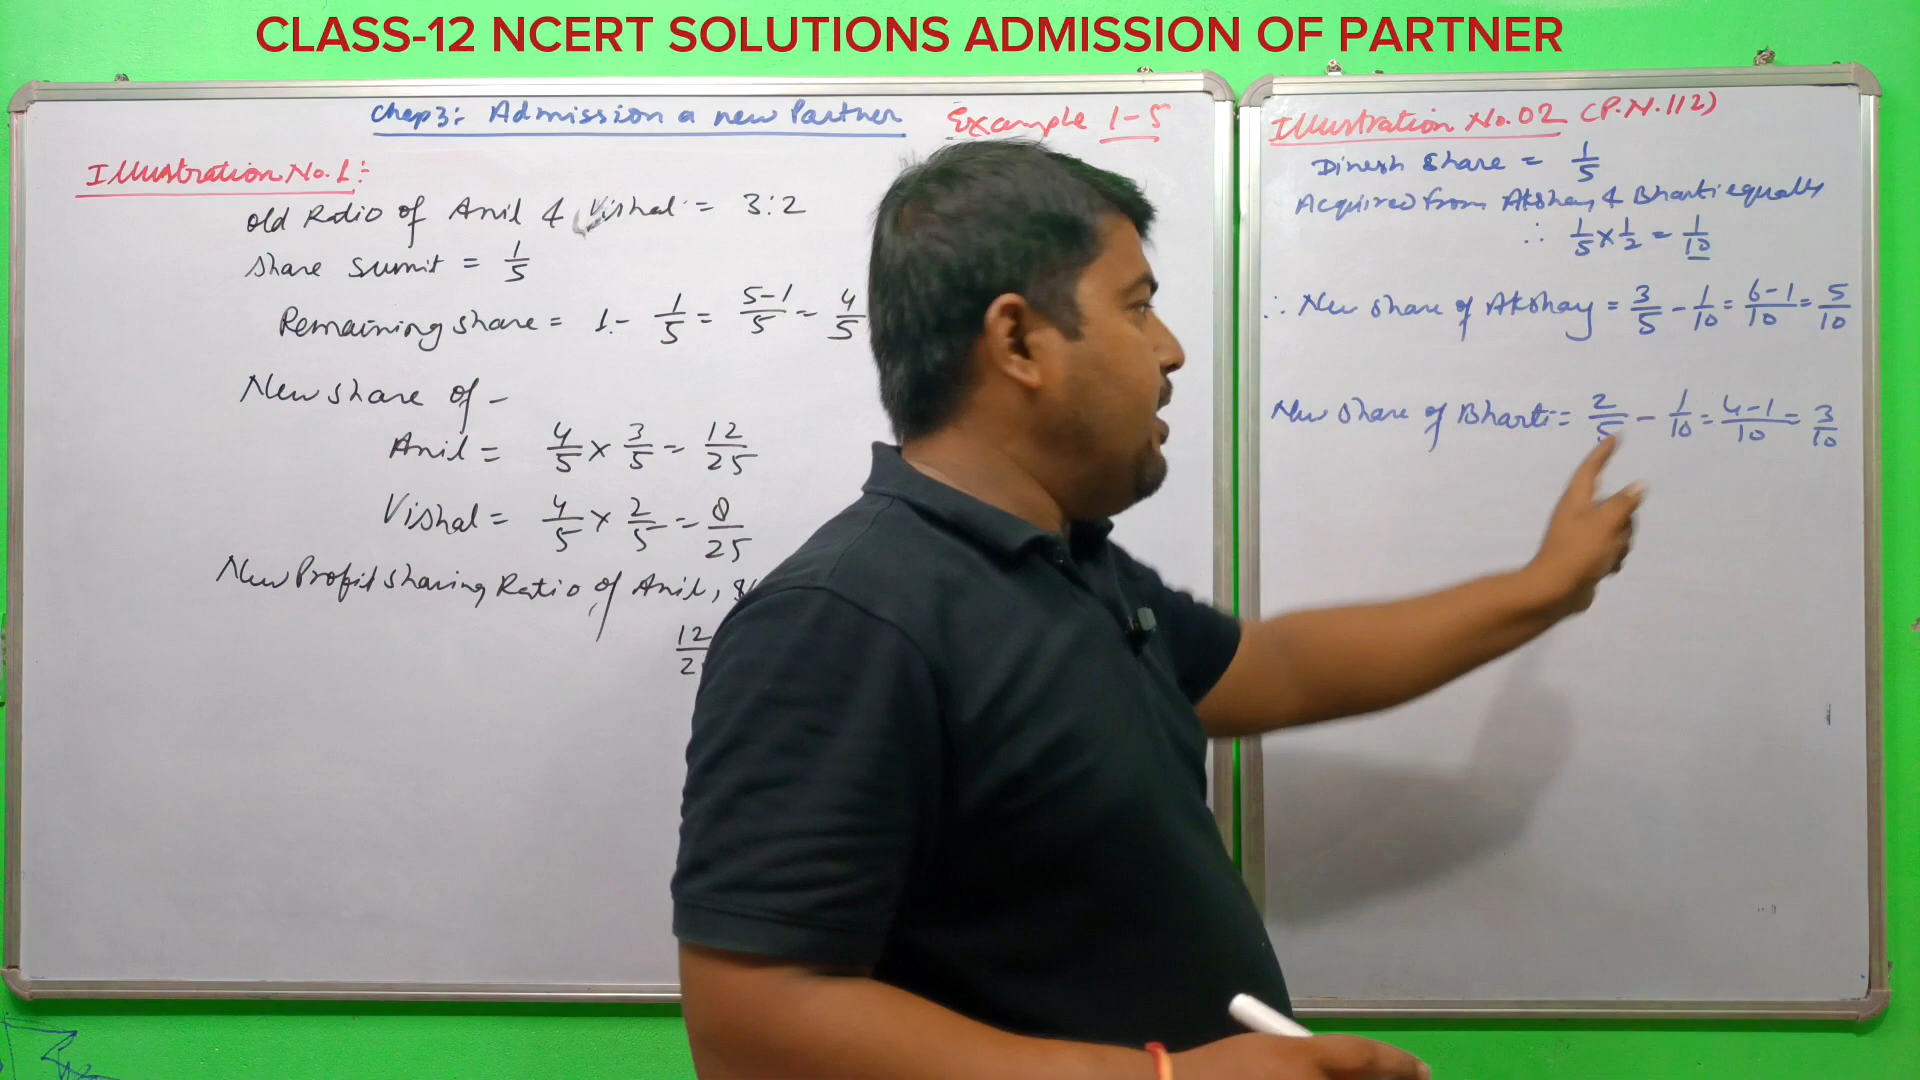 CLASS-12 NCERT SOLUTIONS ADMISSION OF PARTNER
Chap 3:- Admission a new Partner Example 1-5
Illustration No. 1:-
Old Ratio of Anil & Vishal = 3:2
Share Sumit = 1/5
Remaining share = 1 - 1/5 = 5-1/5 = 4/5
New share of -
Anil = 4/5 × 3/5 = 12/25
Vishal = 4/5 × 2/5 = 8/25
New Profit Sharing Ratio of Anil,
12
Illustration No. 02 (P.N. 112)
Dinesh Share = 1/5
Acquired from Akshay & Bharti equally
∴ 1/5 × 1/2 = 1/10
∴ New Share of Akshay = 3/5 - 1/10 = 6-1/10 = 5/10
New Share of Bharti = 2/5 - 1/10 = 4-1/10 = 3/10